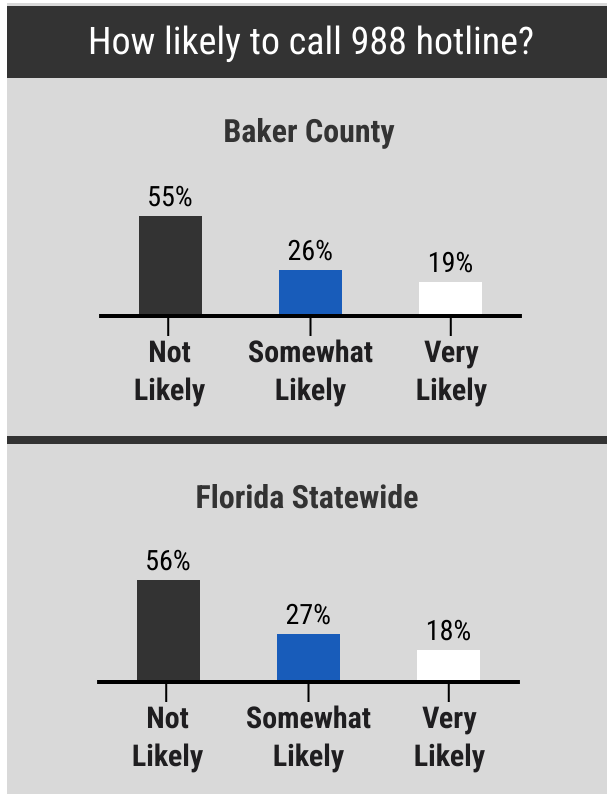 How likely to call 988 hotline?
Baker County
55%
26%
19%
Not Likely
Somewhat Likely
Very Likely
Florida Statewide
56%
27%
18%
Not Likely
Somewhat Likely
Very Likely